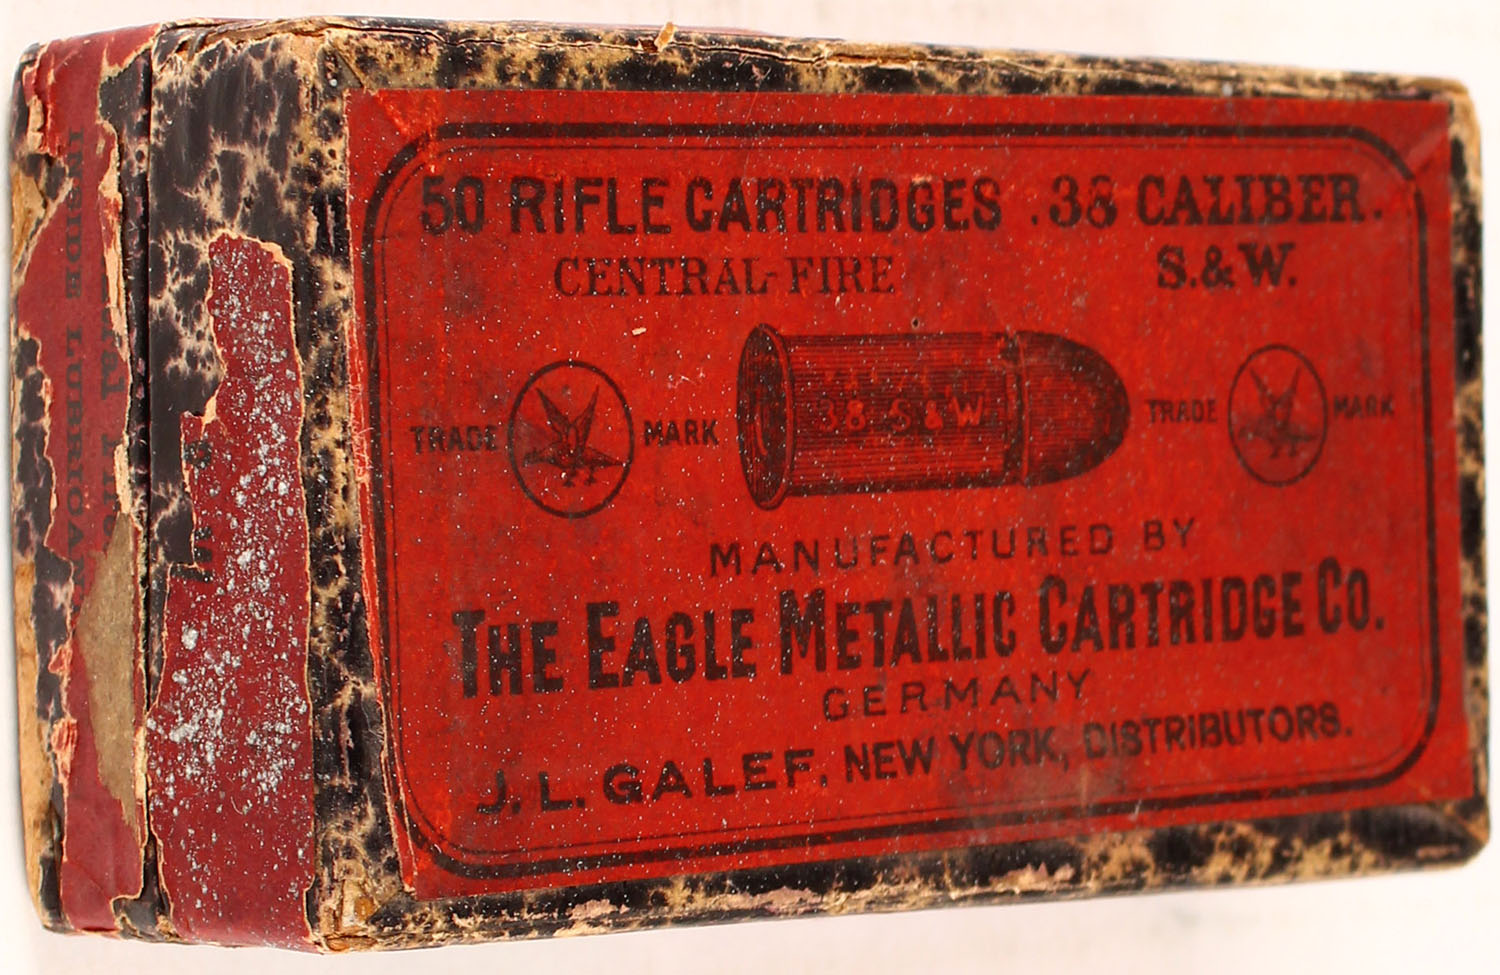 50 RIFLE CARTRIDGES .38 CALIBER.
CENTRAL-FIRE S.&W.
TRADE MARK
38 S&W
TRADE MARK
MANUFACTURED BY
THE EAGLE METALLIC CARTRIDGE CO.
GERMANY
J. L. GALEF, NEW YORK, DISTRIBUTORS.
INSIDE